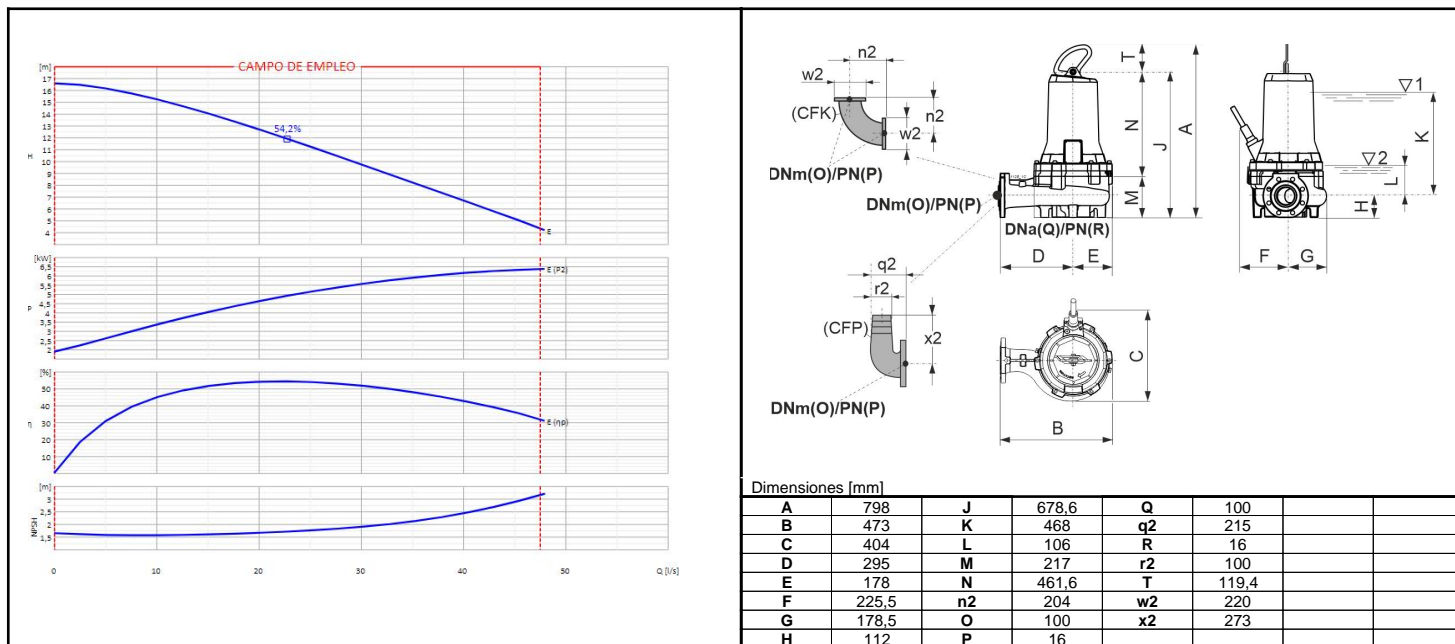 CAMPO DE EMPLEO
[m]
17
16
15
14
13
12
11
10
9
8
7
6
5
4
H
54,2%
E
[kW]
6,5
6
5,5
5
4,5
4
3,5
3
2,5
2
P
E (P2)
[%]
50
40
30
20
10
η
E (ηp)
[m]
3
2,5
2
1,5
NPSH
0
10
20
30
40
50
Q [l/s]
n2
w2
(CFK)
n2
w2
DNm(O)/PN(P)
DNm(O)/PN(P)
DNa(Q)/PN(R)
T
N
J
A
M
D
E
▽1
▽2
K
L
H
F
G
q2
r2
(CFP)
x2
DNm(O)/PN(P)
C
B
Dimensiones [mm]
A 798 J 678,6 Q 100
B 473 K 468 q2 215
C 404 L 106 R 16
D 295 M 217 r2 100
E 178 N 461,6 T 119,4
F 225,5 n2 204 w2 220
G 178,5 O 100 x2 273
H 112 P 16